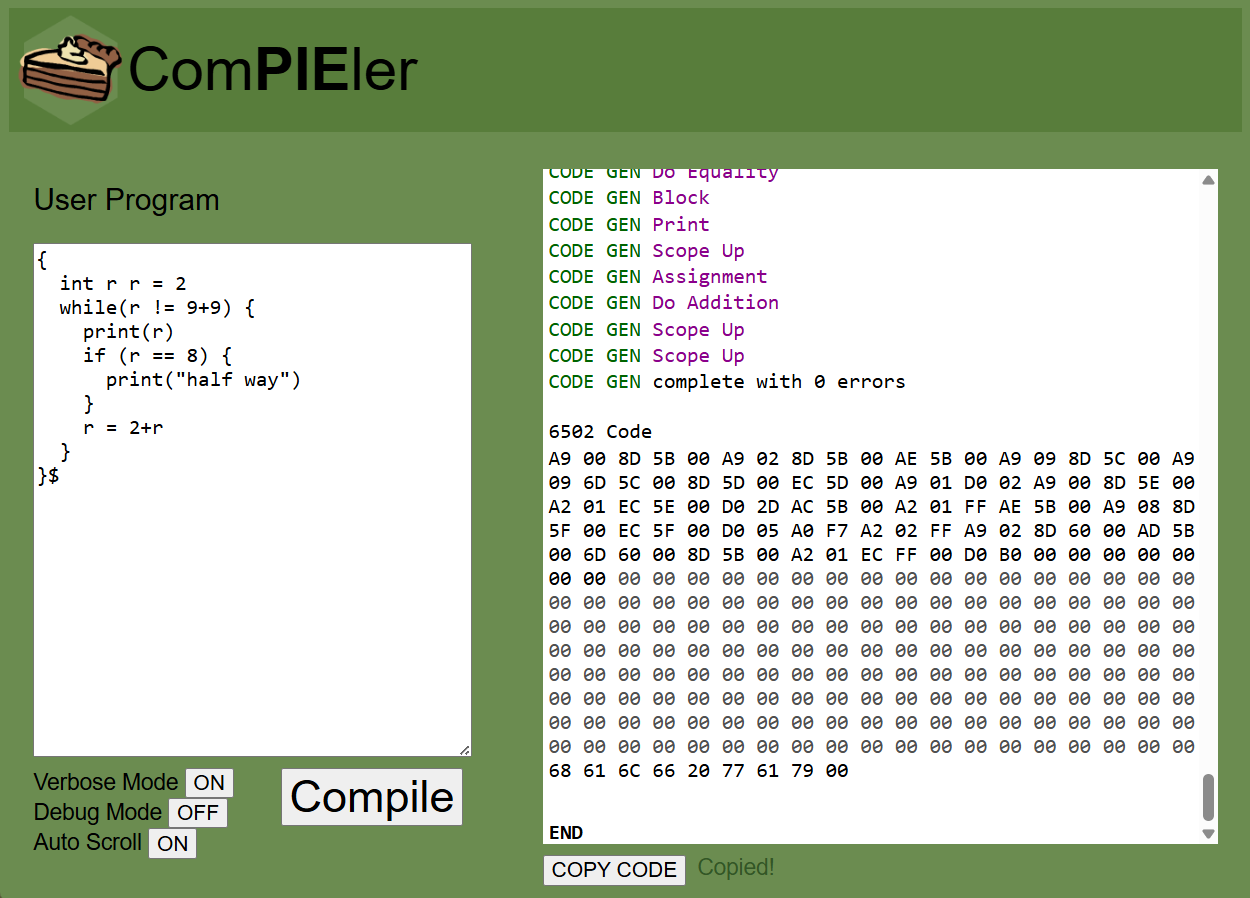 ComPIEler
User Program
{
  int r r = 2
  while(r != 9+9) {
    print(r)
    if (r == 8) {
      print("half way")
    }
    r = 2+r
  }
}$
Verbose Mode ON
Debug Mode OFF
Auto Scroll ON
Compile
CODE GEN Do Equality
CODE GEN Block
CODE GEN Print
CODE GEN Scope Up
CODE GEN Assignment
CODE GEN Do Addition
CODE GEN Scope Up
CODE GEN Scope Up
CODE GEN complete with 0 errors
6502 Code
A9 00 8D 5B 00 A9 02 8D 5B 00 AE 5B 00 A9 09 8D 5C 00 A9
09 6D 5C 00 8D 5D 00 EC 5D 00 A9 01 D0 02 A9 00 8D 5E 00
A2 01 EC 5E 00 D0 2D AC 5B 00 A2 01 FF AE 5B 00 A9 08 8D
5F 00 EC 5F 00 D0 05 A0 F7 A2 02 FF A9 02 8D 60 00 AD 5B
00 6D 60 00 8D 5B 00 A2 01 EC FF 00 D0 B0 00 00 00 00 00
00 00 00 00 00 00 00 00 00 00 00 00 00 00 00 00 00 00 00
00 00 00 00 00 00 00 00 00 00 00 00 00 00 00 00 00 00 00
00 00 00 00 00 00 00 00 00 00 00 00 00 00 00 00 00 00 00
00 00 00 00 00 00 00 00 00 00 00 00 00 00 00 00 00 00 00
00 00 00 00 00 00 00 00 00 00 00 00 00 00 00 00 00 00 00
00 00 00 00 00 00 00 00 00 00 00 00 00 00 00 00 00 00 00
00 00 00 00 00 00 00 00 00 00 00 00 00 00 00 00 00 00 00
00 00 00 00 00 00 00 00 00 00 00 00 00 00 00 00 00 00 00
68 61 6C 66 20 77 61 79 00
END
COPY CODE Copied!